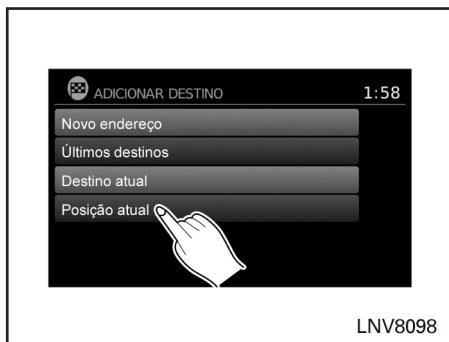 ADICIONAR DESTINO 1:58
Novo endereço
Últimos destinos
Destino atual
Posição atual
LNV8098